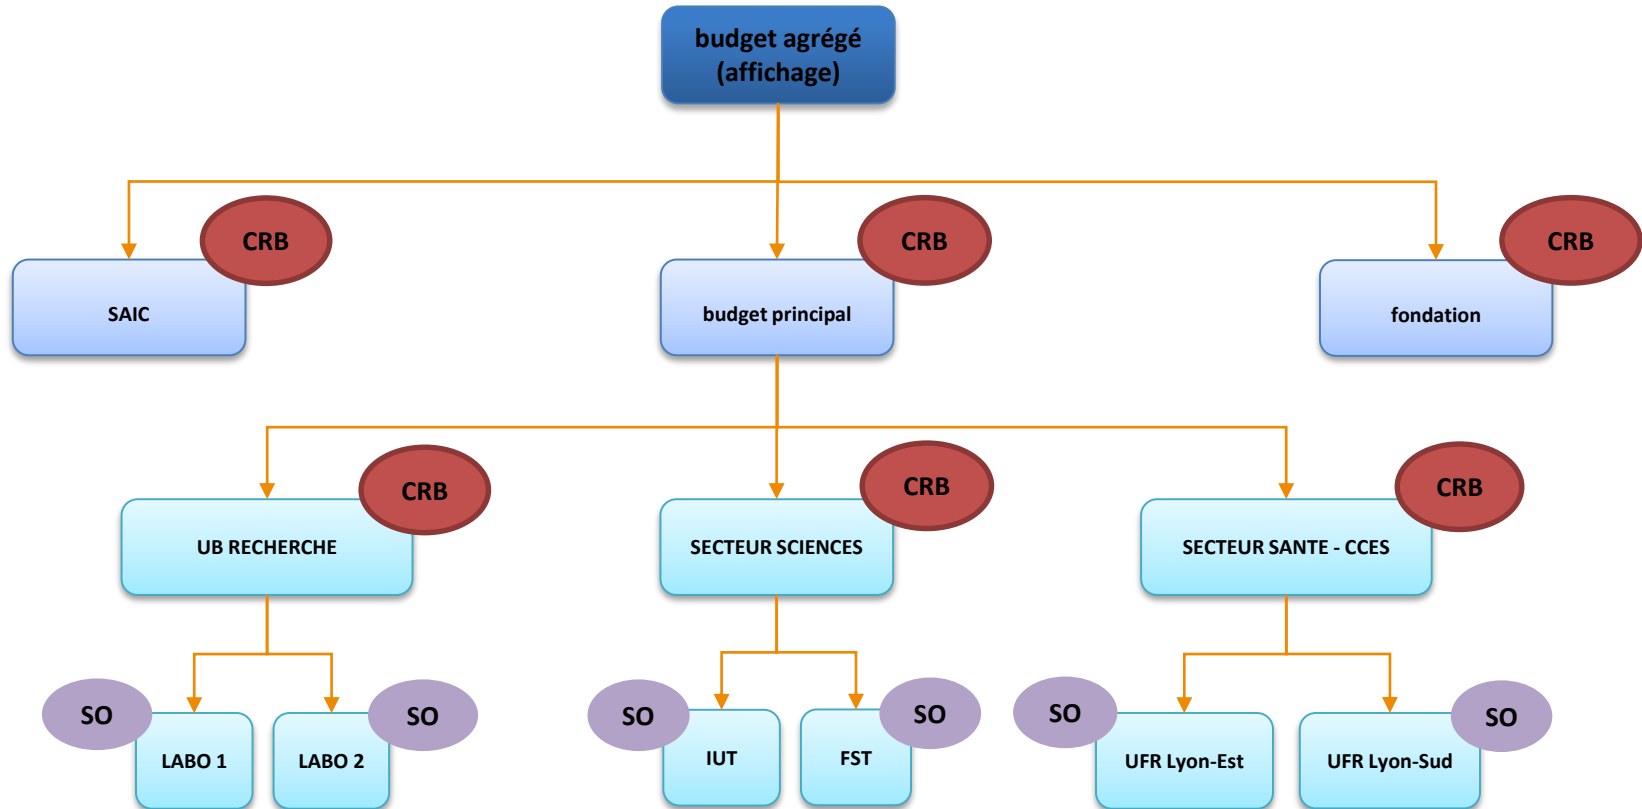 budget agrégé
(affichage)
CRB
CRB
CRB
SAIC
budget principal
fondation
CRB
CRB
CRB
UB RECHERCHE
SECTEUR SCIENCES
SECTEUR SANTE - CCES
SO
SO
SO
SO
SO
SO
LABO 1
LABO 2
IUT
FST
UFR Lyon-Est
UFR Lyon-Sud